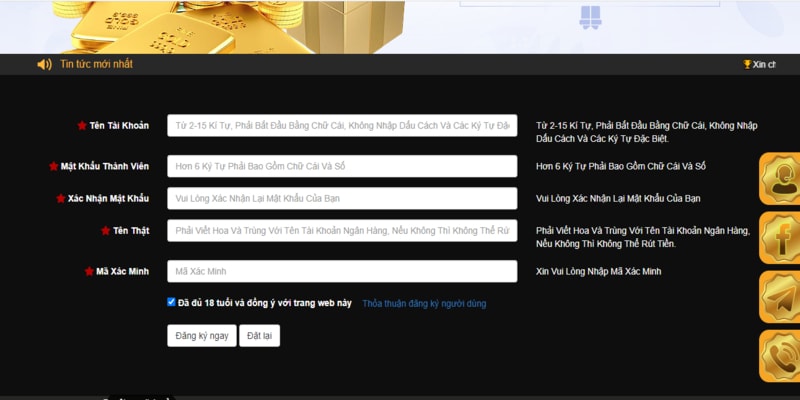 Tin tức mới nhất
Xin ch
Tên Tài Khoản
Từ 2-15 Kí Tự, Phải Bắt Đầu Bằng Chữ Cái, Không Nhập Dấu Cách Và Các Ký Tự Đặc
Từ 2-15 Kí Tự, Phải Bắt Đầu Bằng Chữ Cái, Không Nhập
Dấu Cách Và Các Ký Tự Đặc Biệt.
Mật Khẩu Thành Viên
Hơn 6 Ký Tự Phải Bao Gồm Chữ Cái Và Số
Hơn 6 Ký Tự Phải Bao Gồm Chữ Cái Và Số
Xác Nhận Mật Khẩu
Vui Lòng Xác Nhận Lại Mật Khẩu Của Bạn
Vui Lòng Xác Nhận Lại Mật Khẩu Của Bạn
Tên Thật
Phải Viết Hoa Và Trùng Với Tên Tài Khoản Ngân Hàng, Nếu Không Thì Không Thể Rút
Phải Viết Hoa Và Trùng Với Tên Tài Khoản Ngân Hàng,
Nếu Không Thì Không Thể Rút Tiền.
Mã Xác Minh
Mã Xác Minh
Xin Vui Lòng Nhập Mã Xác Minh
Đã đủ 18 tuổi và đồng ý với trang web này
Thỏa thuận đăng ký người dùng
Đăng ký ngay
Đặt lại